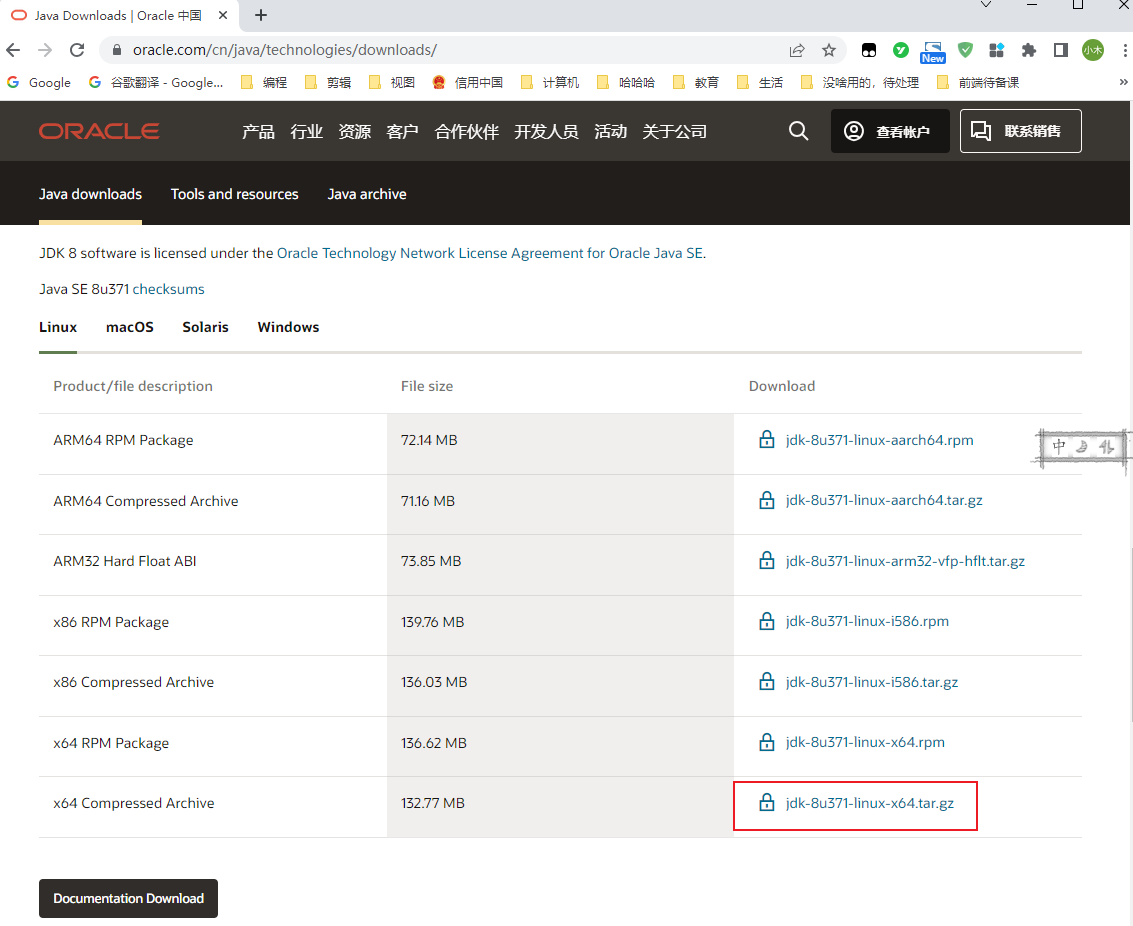 Java Downloads | Oracle 中国
oracle.com/cn/java/technologies/downloads/
New
小木
Google
谷歌翻译 - Google...
编程
剪辑
视图
信用中国
计算机
哈哈哈
教育
生活
没啥用的，待处理
前端待备课
»
ORACLE
产品 行业 资源 客户 合作伙伴 开发人员 活动 关于公司
查看帐户
联系销售
Java downloads Tools and resources Java archive
JDK 8 software is licensed under the Oracle Technology Network License Agreement for Oracle Java SE.
Java SE 8u371 checksums
Linux macOS Solaris Windows
Product/file description File size Download
ARM64 RPM Package 72.14 MB jdk-8u371-linux-aarch64.rpm
中
ARM64 Compressed Archive 71.16 MB jdk-8u371-linux-aarch64.tar.gz
ARM32 Hard Float ABI 73.85 MB jdk-8u371-linux-arm32-vfp-hflt.tar.gz
x86 RPM Package 139.76 MB jdk-8u371-linux-i586.rpm
x86 Compressed Archive 136.03 MB jdk-8u371-linux-i586.tar.gz
x64 RPM Package 136.62 MB jdk-8u371-linux-x64.rpm
x64 Compressed Archive 132.77 MB jdk-8u371-linux-x64.tar.gz
Documentation Download